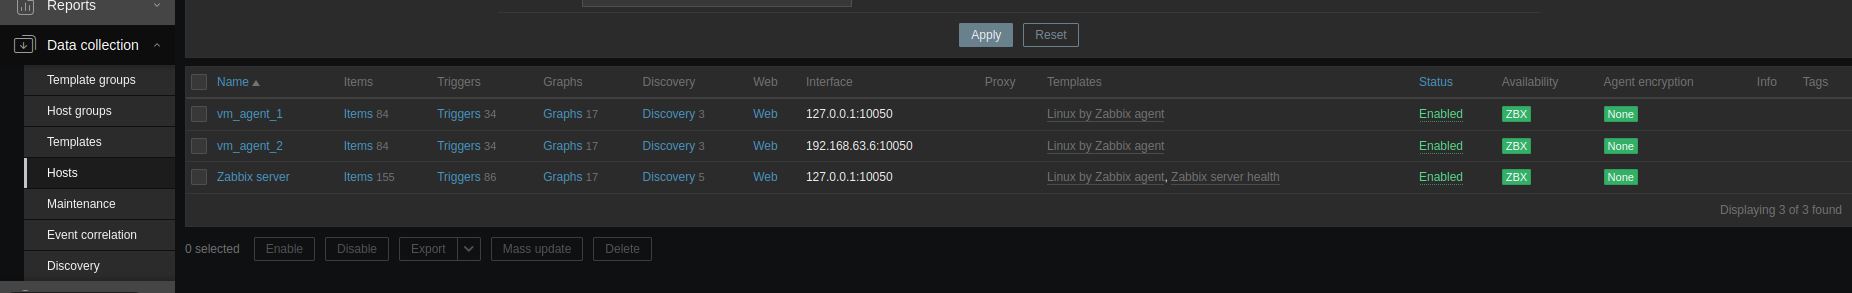 Reports
Apply Reset
Data collection
Template groups
Host groups
Templates
Hosts
Maintenance
Event correlation
Discovery
Name Items Triggers Graphs Discovery Web Interface Proxy Templates Status Availability Agent encryption Info Tags
vm_agent_1 Items 84 Triggers 34 Graphs 17 Discovery 3 Web 127.0.0.1:10050 Linux by Zabbix agent Enabled ZBX None
vm_agent_2 Items 84 Triggers 34 Graphs 17 Discovery 3 Web 192.168.63.6:10050 Linux by Zabbix agent Enabled ZBX None
Zabbix server Items 155 Triggers 86 Graphs 17 Discovery 5 Web 127.0.0.1:10050 Linux by Zabbix agent, Zabbix server health Enabled ZBX None
Displaying 3 of 3 found
0 selected Enable Disable Export Mass update Delete